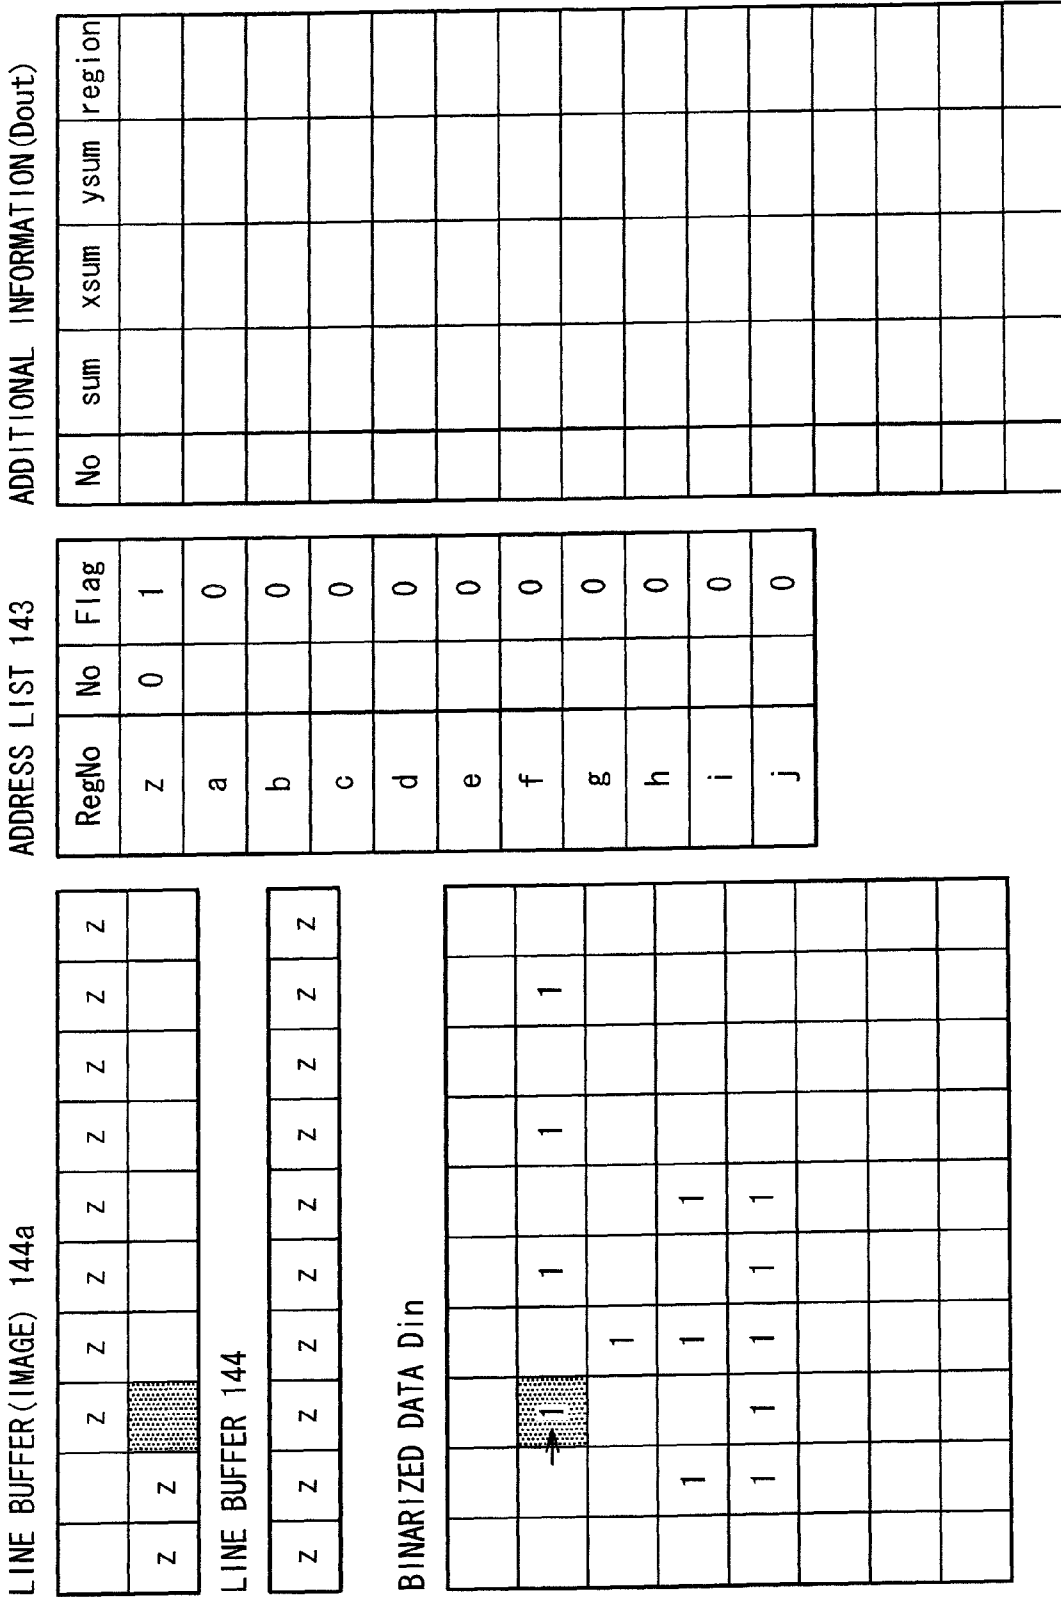 LINE BUFFER(IMAGE) 144a
z z z z z z z z
z z
LINE BUFFER 144
z z z z z z z z z z
BINARIZED DATA Din
1 1 1 1
1
1 1 1
1 1 1 1 1
ADDRESS LIST 143
RegNo No Flag
z 0 1
a 0
b 0
c 0
d 0
e 0
f 0
g 0
h 0
i 0
j 0
ADDITIONAL INFORMATION(Dout)
No sum xsum ysum region